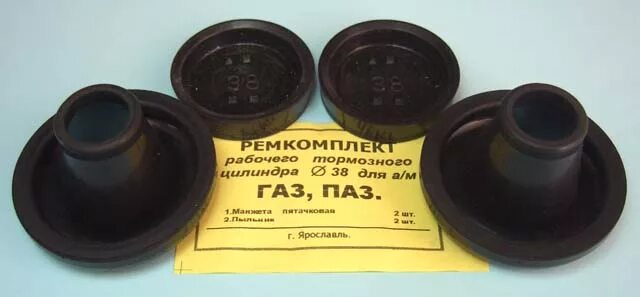 38
38
РЕМКОМПЛЕКТ
рабочего тормозного
цилиндра Ø 38 для а/м
ГАЗ, ПАЗ.
1.Манжета пятачковая 2 шт.
2.Пыльник 2 шт.
г. Ярославль.